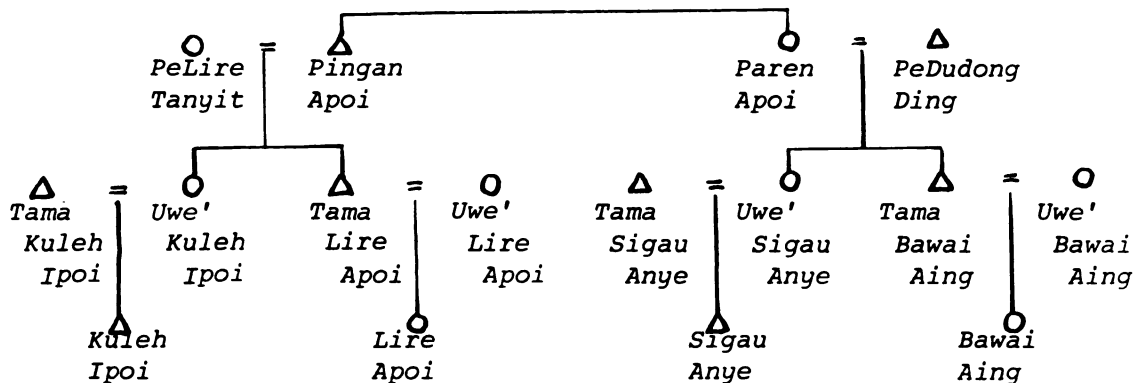 PeLire = Pingan Paren = PeDudong
Tanyit Apoi Apoi Ding
= = = =
Tama Uwe' Tama Uwe' Tama Uwe' Tama Uwe'
Kuleh Kuleh Lire Lire Sigau Sigau Bawai Bawai
Ipoi Ipoi Apoi Apoi Anye Anye Aing Aing
Kuleh Lire Sigau Bawai
Ipoi Apoi Anye Aing